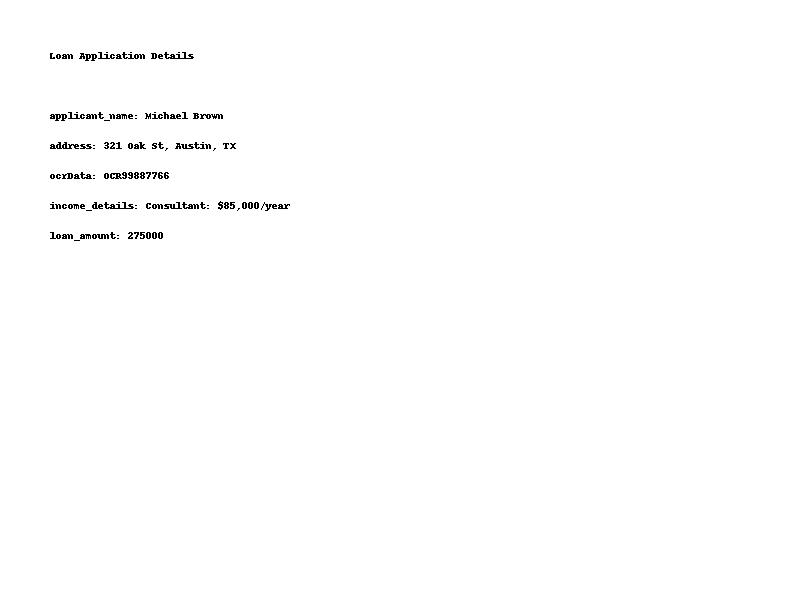 Loan Application Details
applicant_name: Michael Brown
address: 321 Oak St, Austin, TX
ocrData: OCR99887766
income_details: Consultant: $85,000/year
loan_amount: 275000